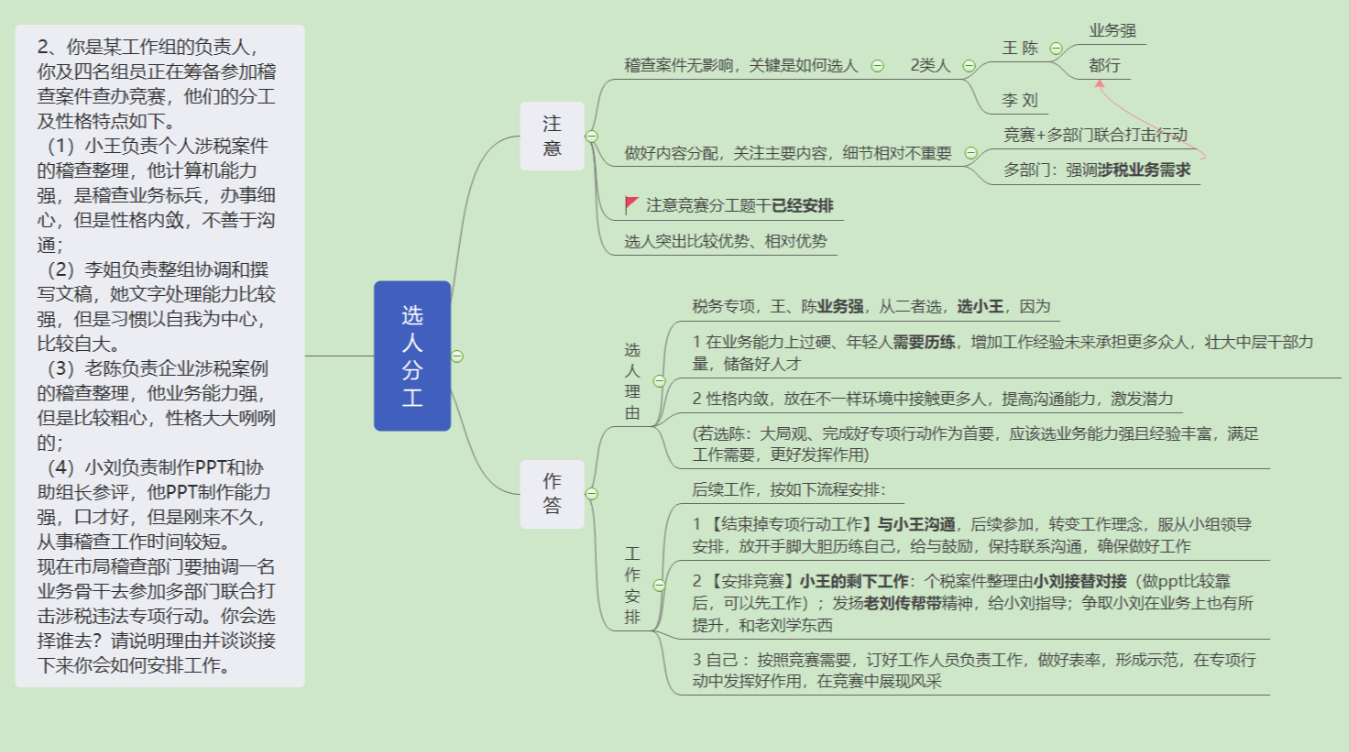 2、你是某工作组的负责人，
你及四名组员正在筹备参加稽
查案件查办竞赛，他们的分工
及性格特点如下。
（1）小王负责个人涉税案件
的稽查整理，他计算机能力
强，是稽查业务标兵，办事细
心，但是性格内敛，不善于沟
通；
（2）李姐负责整组协调和撰
写文稿，她文字处理能力比较
强，但是习惯以自我为中心，
比较自大。
（3）老陈负责企业涉税案例
的稽查整理，他业务能力强，
但是比较粗心，性格大大咧咧
的；
（4）小刘负责制作PPT和协
助组长参评，他PPT制作能力
强，口才好，但是刚来不久，
从事稽查工作时间较短。
现在市局稽查部门要抽调一名
业务骨干去参加多部门联合打
击涉税违法专项行动。你会选
择谁去？请说明理由并谈谈接
下来你会如何安排工作。
选
人
分
工
注
意
稽查案件无影响，关键是如何选人
2类人
王 陈
业务强
都行
李 刘
做好内容分配，关注主要内容，细节相对不重要
竞赛+多部门联合打击行动
多部门：强调涉税业务需求
注意竞赛分工题干已经安排
选人突出比较优势、相对优势
作
答
选
人
理
由
税务专项，王、陈业务强，从二者选，选小王，因为
1 在业务能力上过硬、年轻人需要历练，增加工作经验未来承担更多众人，壮大中层干部力
量，储备好人才
2 性格内敛，放在不一样环境中接触更多人，提高沟通能力，激发潜力
(若选陈：大局观、完成好专项行动作为首要，应该选业务能力强且经验丰富，满足
工作需要，更好发挥作用)
工
作
安
排
后续工作，按如下流程安排：
1 【结束掉专项行动工作】与小王沟通，后续参加，转变工作理念，服从小组领导
安排，放开手脚大胆历练自己，给与鼓励，保持联系沟通，确保做好工作
2 【安排竞赛】小王的剩下工作：个税案件整理由小刘接替对接（做ppt比较靠
后，可以先工作）；发扬老刘传帮带精神，给小刘指导；争取小刘在业务上也有所
提升，和老刘学东西
3 自己：按照竞赛需要，订好工作人员负责工作，做好表率，形成示范，在专项行
动中发挥好作用，在竞赛中展现风采